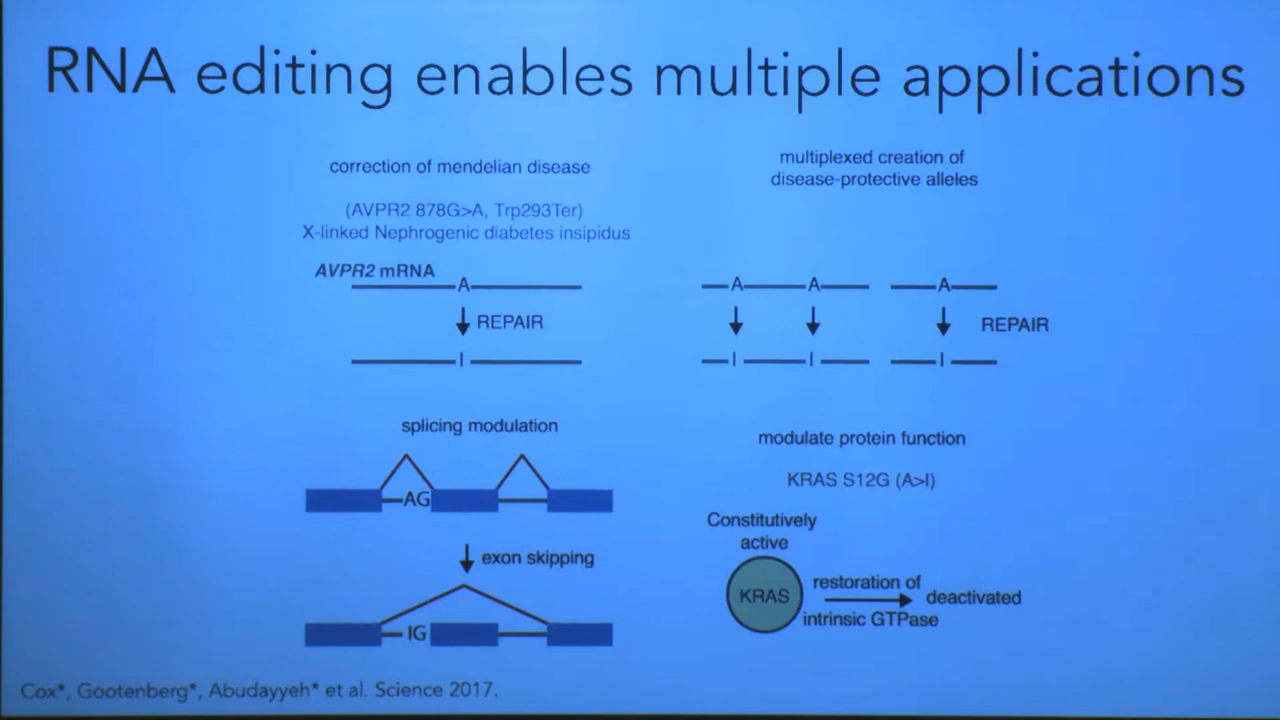 RNA editing enables multiple applications
correction of mendelian disease
(AVPR2 878G>A, Trp293Ter)
X-linked Nephrogenic diabetes insipidus
AVPR2 mRNA
A
REPAIR
I
multiplexed creation of
disease-protective alleles
A A A
REPAIR
I I I
splicing modulation
AG
exon skipping
IG
modulate protein function
KRAS S12G (A>I)
Constitutively
active
KRAS
restoration of
intrinsic GTPase
deactivated
Cox*, Gootenberg*, Abudayyeh* et al. Science 2017.